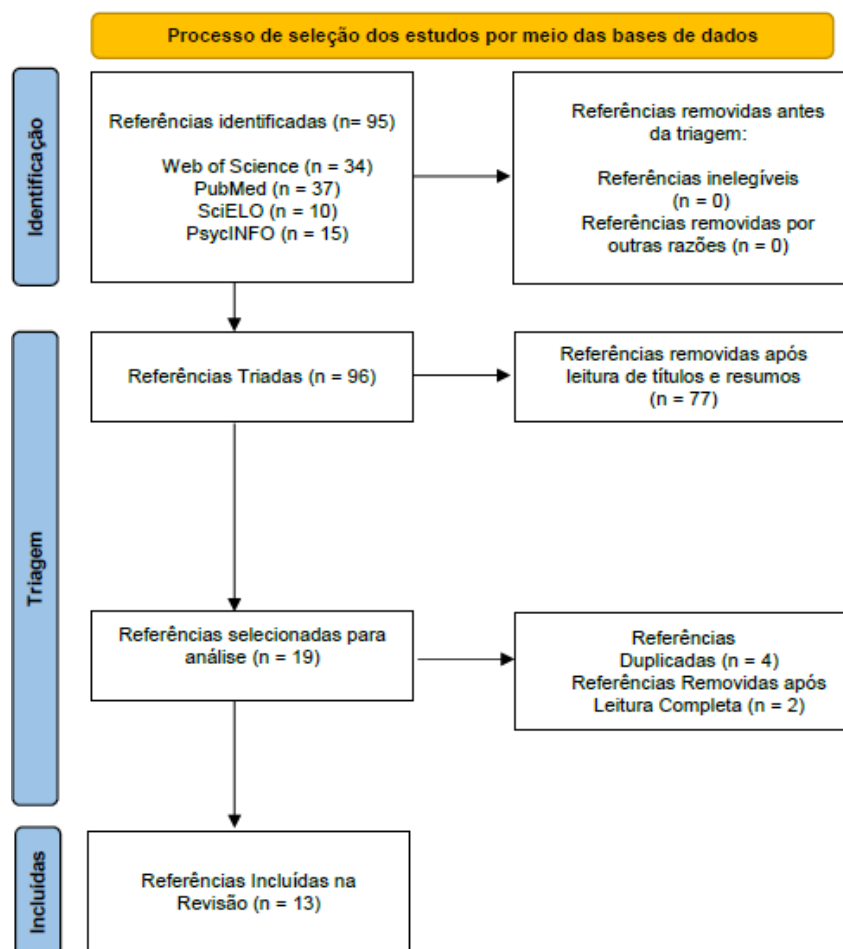 Processo de seleção dos estudos por meio das bases de dados
Identificação
Referências identificadas (n= 95)
Web of Science (n = 34)
PubMed (n = 37)
SciELO (n = 10)
PsycINFO (n = 15)
Referências removidas antes
da triagem:
Referências inelegíveis
(n = 0)
Referências removidas por
outras razões (n = 0)
Triagem
Referências Triadas (n = 96)
Referências removidas após
leitura de títulos e resumos
(n = 77)
Referências selecionadas para
análise (n = 19)
Referências
Duplicadas (n = 4)
Referências Removidas após
Leitura Completa (n = 2)
Incluídas
Referências Incluídas na
Revisão (n = 13)